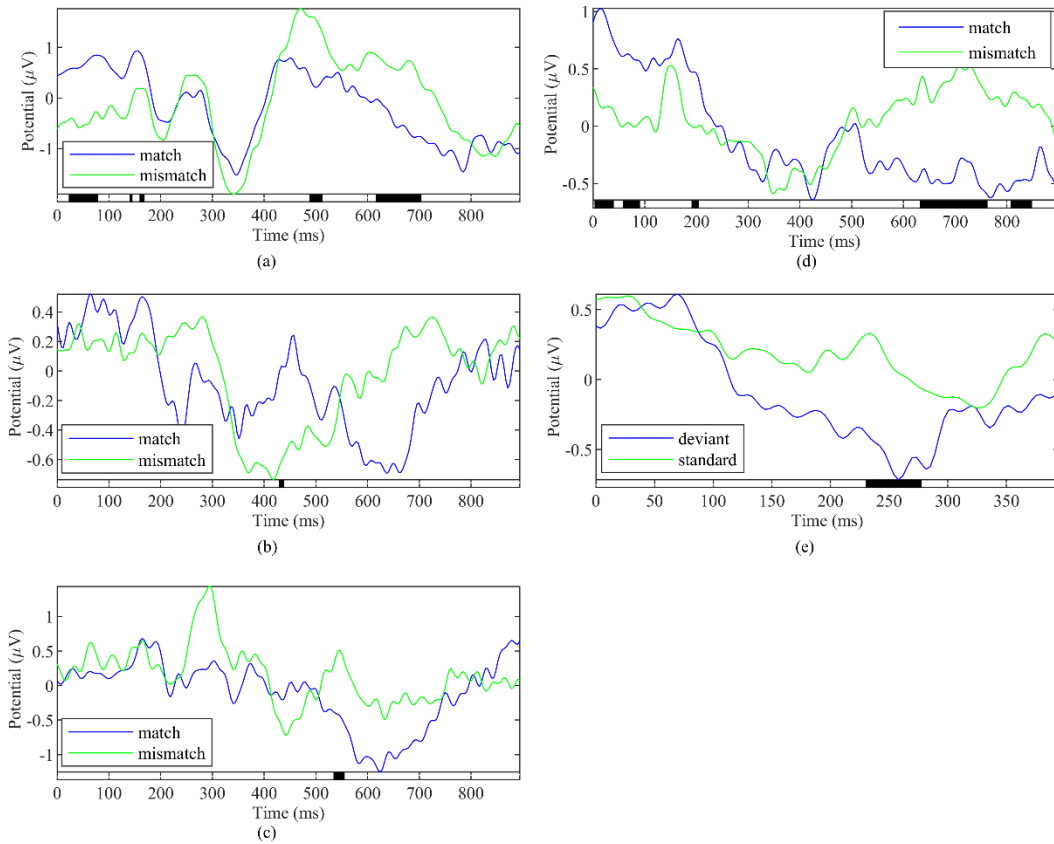 Potential (µV)
1
0
-1
match
mismatch
0 100 200 300 400 500 600 700 800
Time (ms)
(a)
Potential (µV)
1
0.5
0
-0.5
match
mismatch
0 100 200 300 400 500 600 700 800
Time (ms)
(d)
Potential (µV)
0.4
0.2
0
-0.2
-0.4
-0.6
match
mismatch
0 100 200 300 400 500 600 700 800
Time (ms)
(b)
Potential (µV)
0.5
0
-0.5
deviant
standard
0 50 100 150 200 250 300 350
Time (ms)
(e)
Potential (µV)
1
0.5
0
-0.5
-1
match
mismatch
0 100 200 300 400 500 600 700 800
Time (ms)
(c)